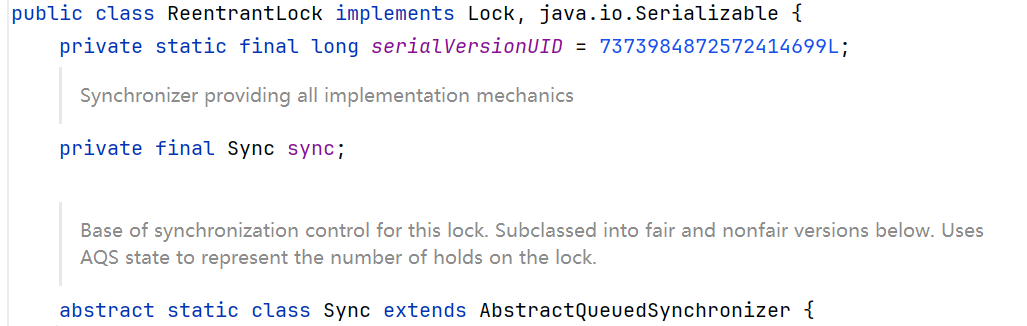 public class ReentrantLock implements Lock, java.io.Serializable {
private static final long serialVersionUID = 7373984872572414699L;
Synchronizer providing all implementation mechanics
private final Sync sync;
Base of synchronization control for this lock. Subclassed into fair and nonfair versions below. Uses
AQS state to represent the number of holds on the lock.
abstract static class Sync extends AbstractQueuedSynchronizer {